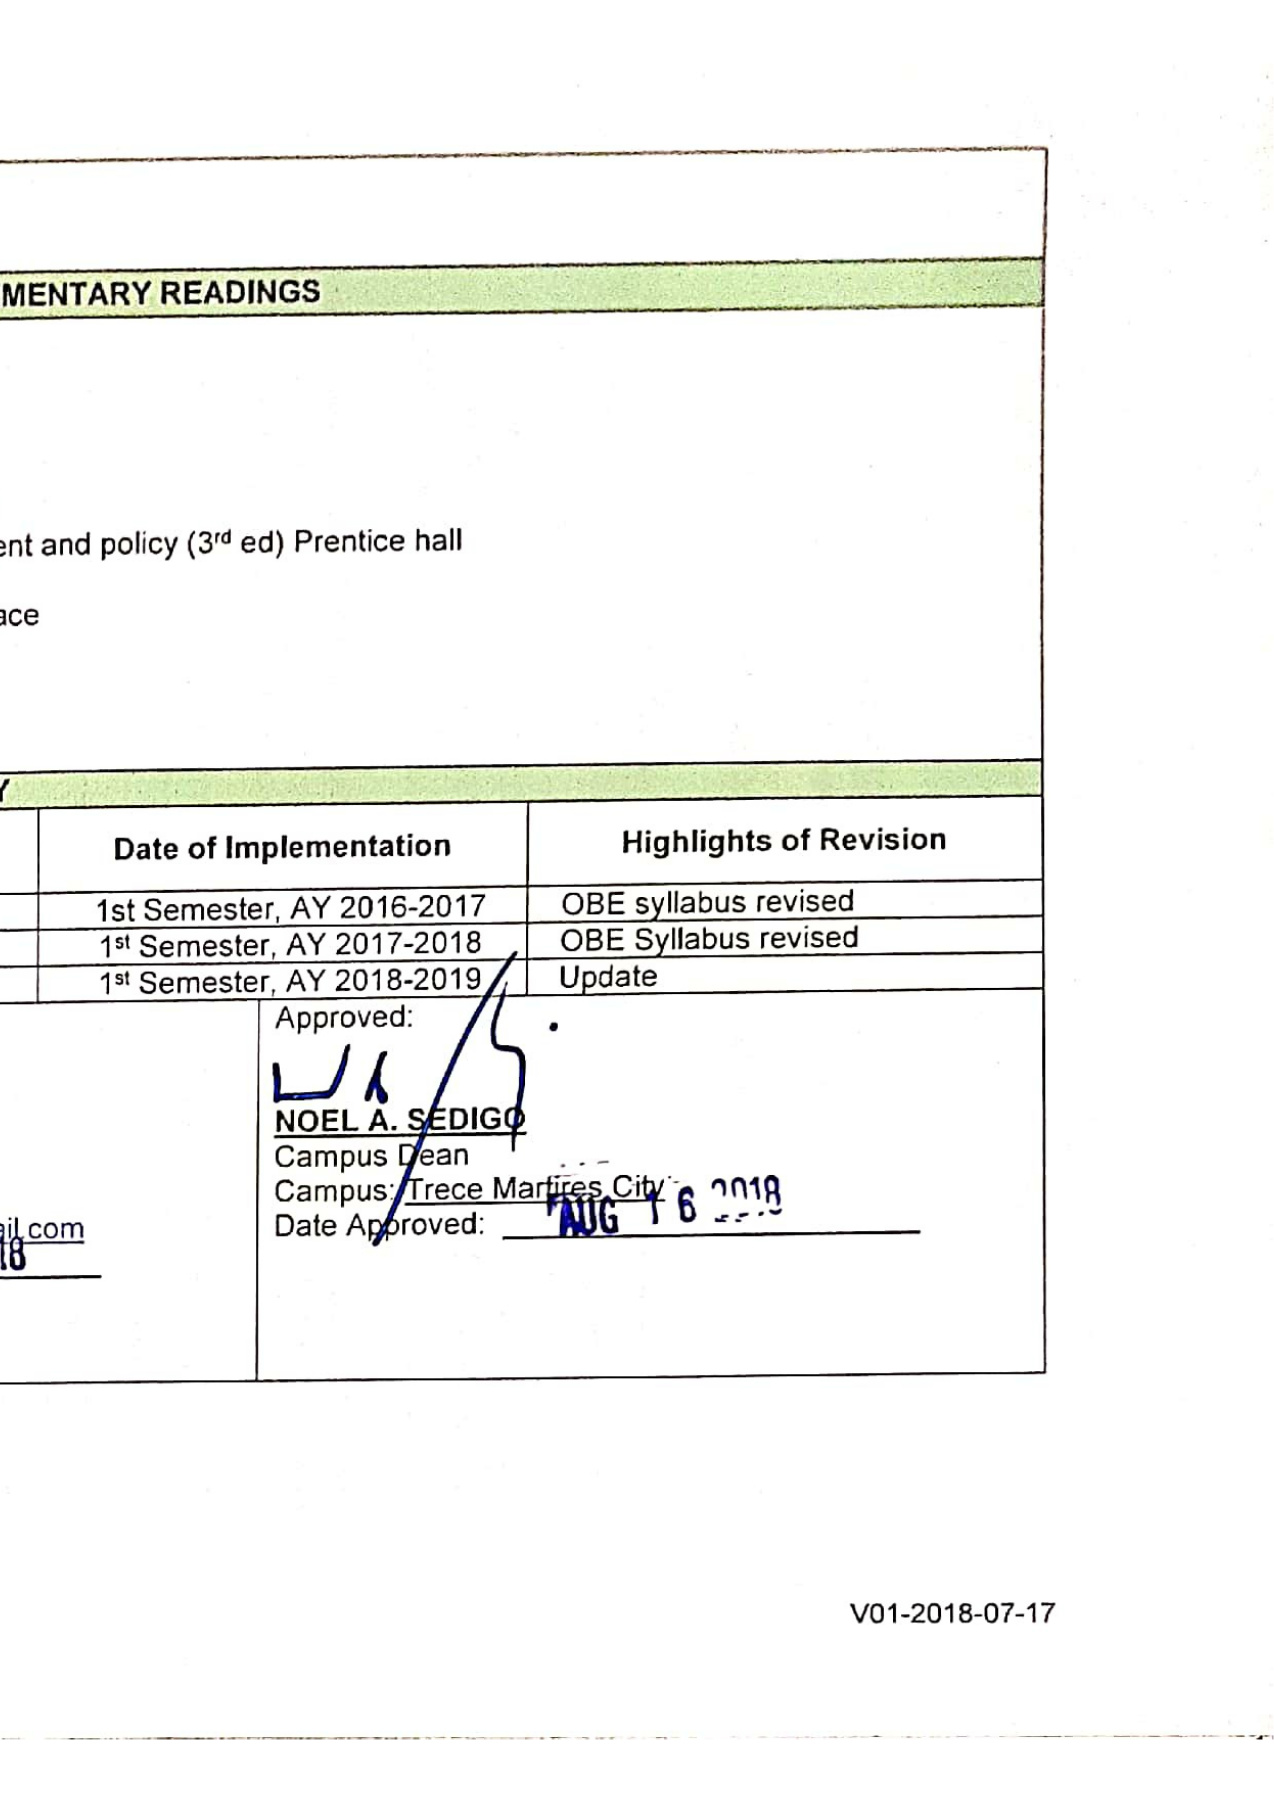 MENTARY READINGS
ent and policy (3rd ed) Prentice hall
ace
Y
Date of Implementation Highlights of Revision
1st Semester, AY 2016-2017 OBE syllabus revised
1st Semester, AY 2017-2018 OBE Syllabus revised
1st Semester, AY 2018-2019 Update
Approved:
NOEL A. SEDIGO
Campus Dean
Campus: Trece Martires City
Date Approved: AUG 16 2018
ail.com
18
V01-2018-07-17